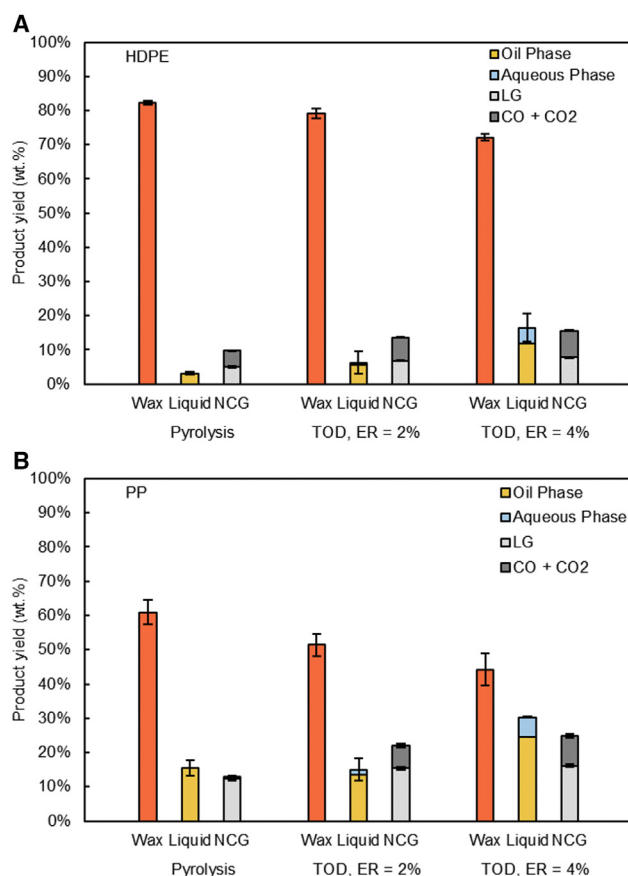 A
100%
90%
80%
70%
60%
50%
40%
30%
20%
10%
0%
Product yield (wt.%)
HDPE
Oil Phase
Aqueous Phase
LG
CO + CO2
Wax Liquid NCG Wax Liquid NCG Wax Liquid NCG
Pyrolysis TOD, ER = 2% TOD, ER = 4%
B
100%
90%
80%
70%
60%
50%
40%
30%
20%
10%
0%
Product yield (wt.%)
PP
Oil Phase
Aqueous Phase
LG
CO + CO2
Wax Liquid NCG Wax Liquid NCG Wax Liquid NCG
Pyrolysis TOD, ER = 2% TOD, ER = 4%